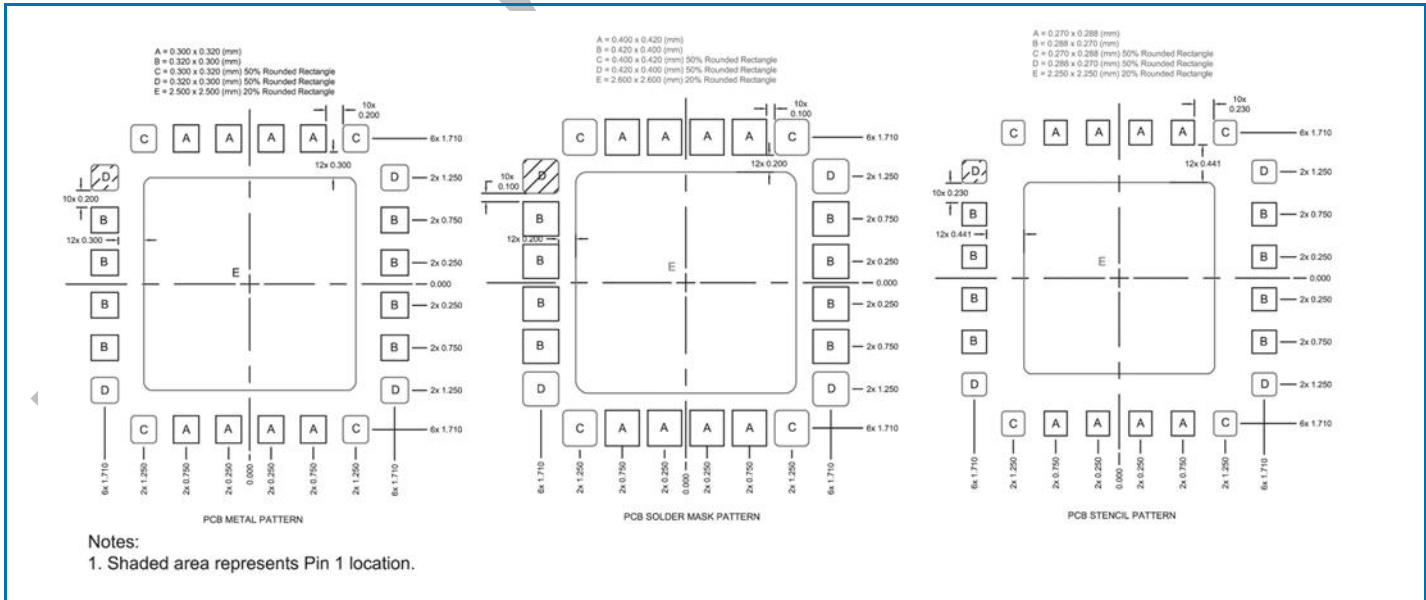 A = 0.300 x 0.320 (mm)
B = 0.320 x 0.300 (mm)
C = 0.300 x 0.320 (mm) 50% Rounded Rectangle
D = 0.320 x 0.300 (mm) 50% Rounded Rectangle
E = 2.500 x 2.500 (mm) 20% Rounded Rectangle
10x
0.200
C A A A A C 6x 1.710
12x 0.300
D D 2x 1.250
10x 0.200
B B 2x 0.750
12x 0.300
B B 2x 0.250
E
0.000
B B 2x 0.250
B B 2x 0.750
D D 2x 1.250
C A A A A C 6x 1.710
6x 1.710 2x 1.250 2x 0.750 2x 0.250 0.000 2x 0.250 2x 0.750 2x 1.250 6x 1.710
PCB METAL PATTERN
A = 0.400 x 0.420 (mm)
B = 0.420 x 0.400 (mm)
C = 0.400 x 0.420 (mm) 50% Rounded Rectangle
D = 0.420 x 0.400 (mm) 50% Rounded Rectangle
E = 2.600 x 2.600 (mm) 20% Rounded Rectangle
10x
0.100
C A A A A C 6x 1.710
12x 0.200
D D 2x 1.250
10x
0.100
B B 2x 0.750
12x 0.200
B B 2x 0.250
E
0.000
B B 2x 0.250
B B 2x 0.750
D D 2x 1.250
C A A A A C 6x 1.710
6x 1.710 2x 1.250 2x 0.750 2x 0.250 0.000 2x 0.250 2x 0.750 2x 1.250 6x 1.710
PCB SOLDER MASK PATTERN
A = 0.270 x 0.288 (mm)
B = 0.288 x 0.270 (mm)
C = 0.270 x 0.288 (mm) 50% Rounded Rectangle
D = 0.288 x 0.270 (mm) 50% Rounded Rectangle
E = 2.250 x 2.250 (mm) 20% Rounded Rectangle
10x
0.230
C A A A A C 6x 1.710
12x 0.441
D D 2x 1.250
10x 0.230
B B 2x 0.750
12x 0.441
B B 2x 0.250
E
0.000
B B 2x 0.250
B B 2x 0.750
D D 2x 1.250
C A A A A C 6x 1.710
6x 1.710 2x 1.250 2x 0.750 2x 0.250 0.000 2x 0.250 2x 0.750 2x 1.250 6x 1.710
PCB STENCIL PATTERN
Notes:
1. Shaded area represents Pin 1 location.